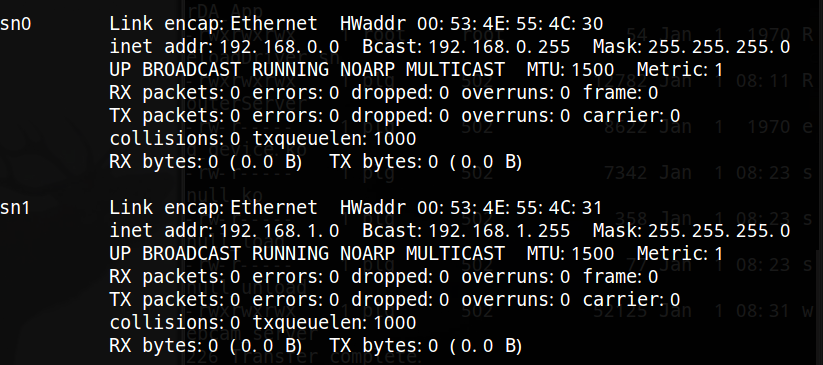 sn0 Link encap:Ethernet HWaddr 00:53:4E:55:4C:30
inet addr:192.168.0.0 Bcast:192.168.0.255 Mask:255.255.255.0
UP BROADCAST RUNNING NOARP MULTICAST MTU:1500 Metric:1
RX packets:0 errors:0 dropped:0 overruns:0 frame:0
TX packets:0 errors:0 dropped:0 overruns:0 carrier:0
collisions:0 txqueuelen:1000
RX bytes:0 (0.0 B) TX bytes:0 (0.0 B)
sn1 Link encap:Ethernet HWaddr 00:53:4E:55:4C:31
inet addr:192.168.1.0 Bcast:192.168.1.255 Mask:255.255.255.0
UP BROADCAST RUNNING NOARP MULTICAST MTU:1500 Metric:1
RX packets:0 errors:0 dropped:0 overruns:0 frame:0
TX packets:0 errors:0 dropped:0 overruns:0 carrier:0
collisions:0 txqueuelen:1000
RX bytes:0 (0.0 B) TX bytes:0 (0.0 B)